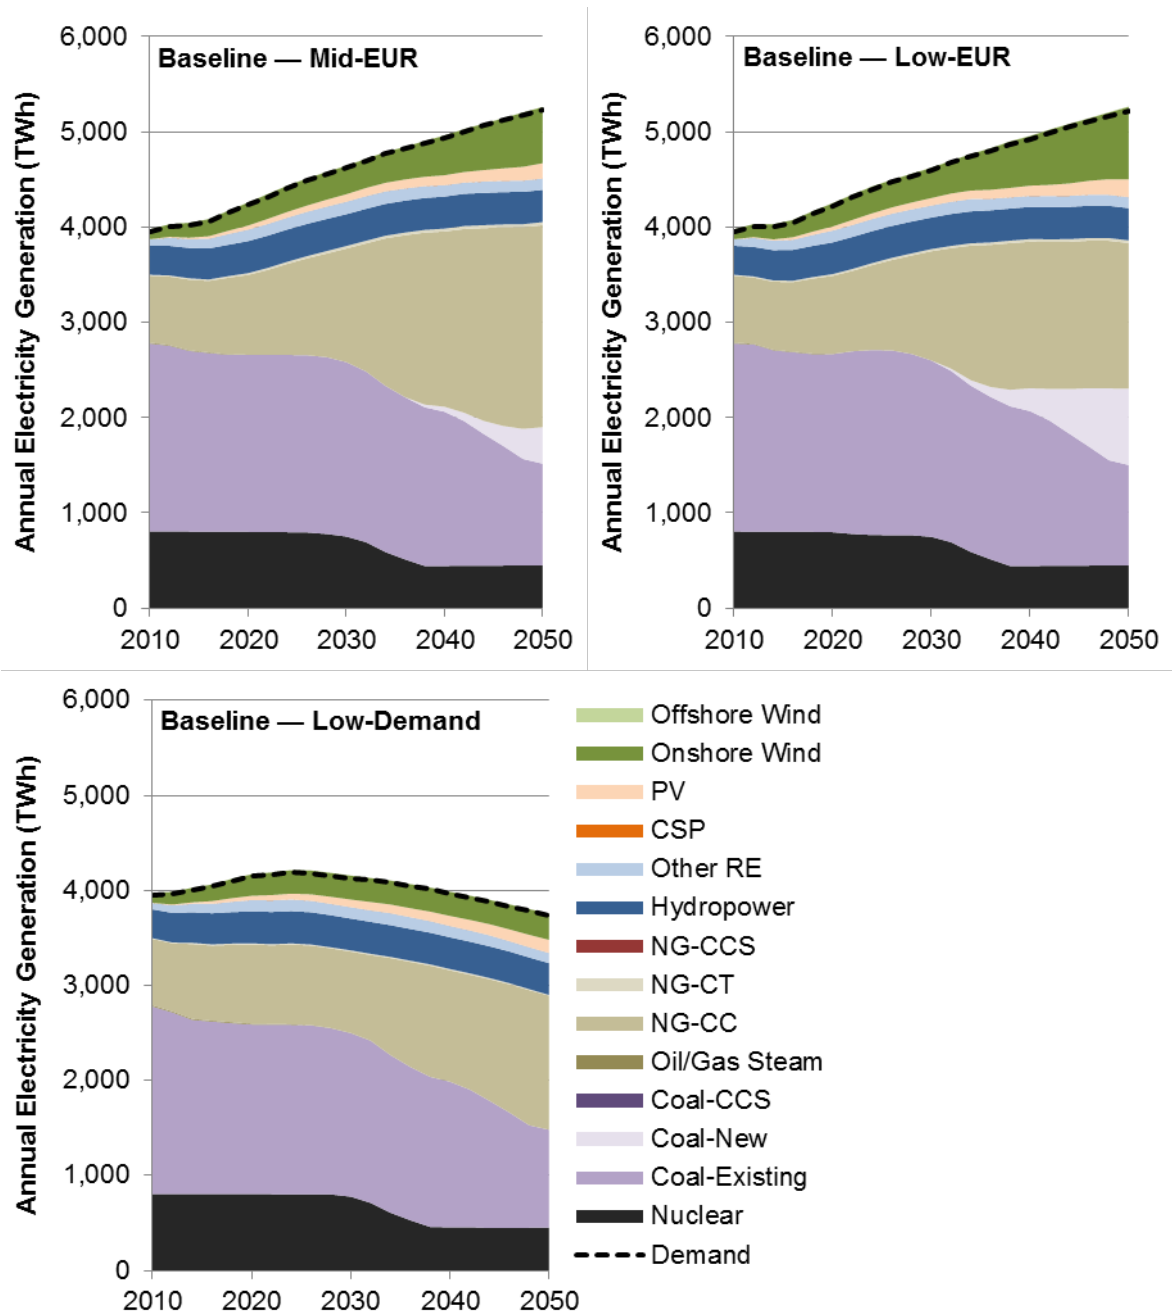 Baseline — Mid-EUR
Annual Electricity Generation (TWh)
6,000
5,000
4,000
3,000
2,000
1,000
0
2010 2020 2030 2040 2050
Baseline — Low-EUR
Annual Electricity Generation (TWh)
6,000
5,000
4,000
3,000
2,000
1,000
0
2010 2020 2030 2040 2050
Baseline — Low-Demand
Annual Electricity Generation (TWh)
6,000
5,000
4,000
3,000
2,000
1,000
0
2010 2020 2030 2040 2050
Offshore Wind
Onshore Wind
PV
CSP
Other RE
Hydropower
NG-CCS
NG-CT
NG-CC
Oil/Gas Steam
Coal-CCS
Coal-New
Coal-Existing
Nuclear
Demand